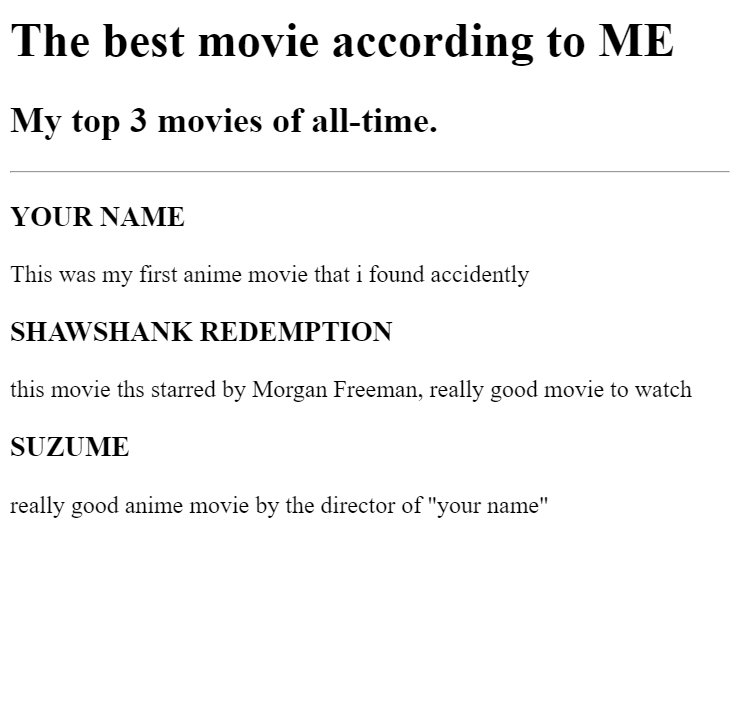 The best movie according to ME
My top 3 movies of all-time.
YOUR NAME
This was my first anime movie that i found accidently
SHAWSHANK REDEMPTION
this movie ths starred by Morgan Freeman, really good movie to watch
SUZUME
really good anime movie by the director of "your name"